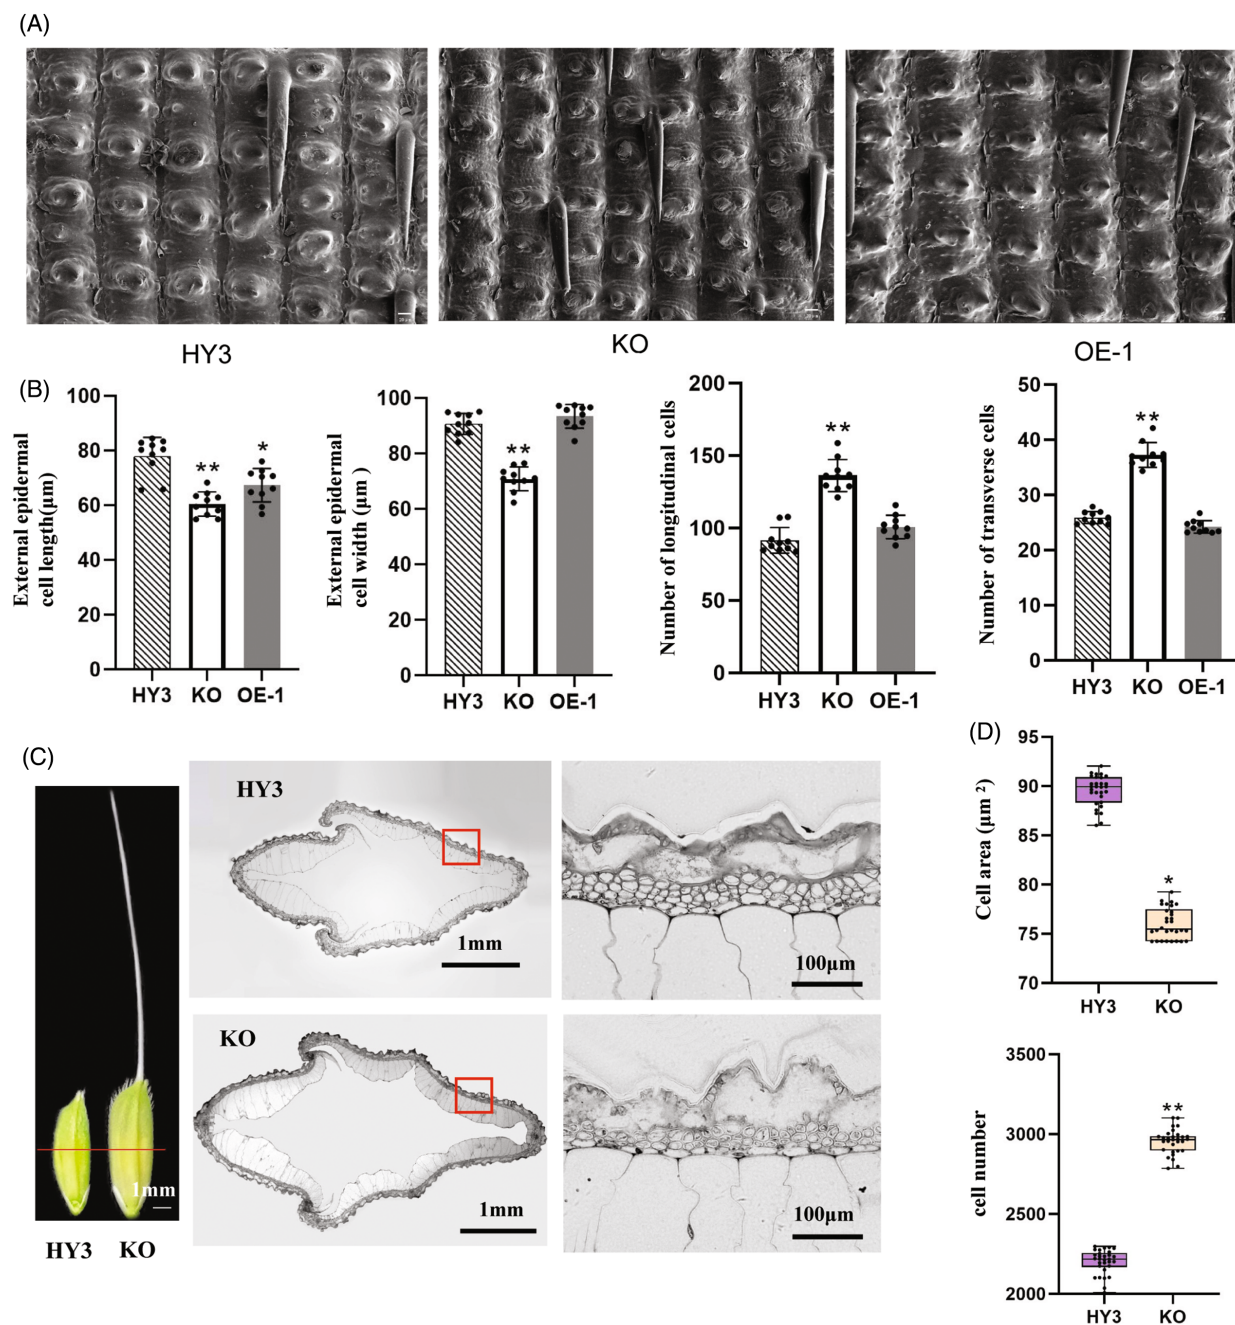 (A)
HY3
KO
OE-1
(B)
External epidermal
cell length(μm)
100
80
60
40
20
0
**
*
HY3 KO OE-1
External epidermal
cell width (μm )
100
80
60
40
20
0
**
HY3 KO OE-1
Number of longitudinal cells
200
150
100
50
0
**
HY3 KO OE-1
Number of transverse cells
50
40
30
20
10
0
**
HY3 KO OE-1
(C)
1mm
HY3 KO
HY3
1mm
100μm
KO
1mm
100μm
(D)
Cell area (μm ²)
95
90
85
80
75
70
*
HY3 KO
cell number
3500
3000
2500
2000
**
HY3 KO